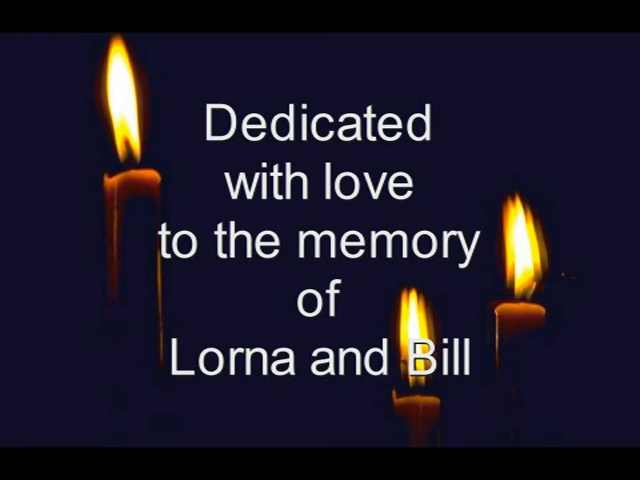 Dedicated
with love
to the memory
of
Lorna and Bill